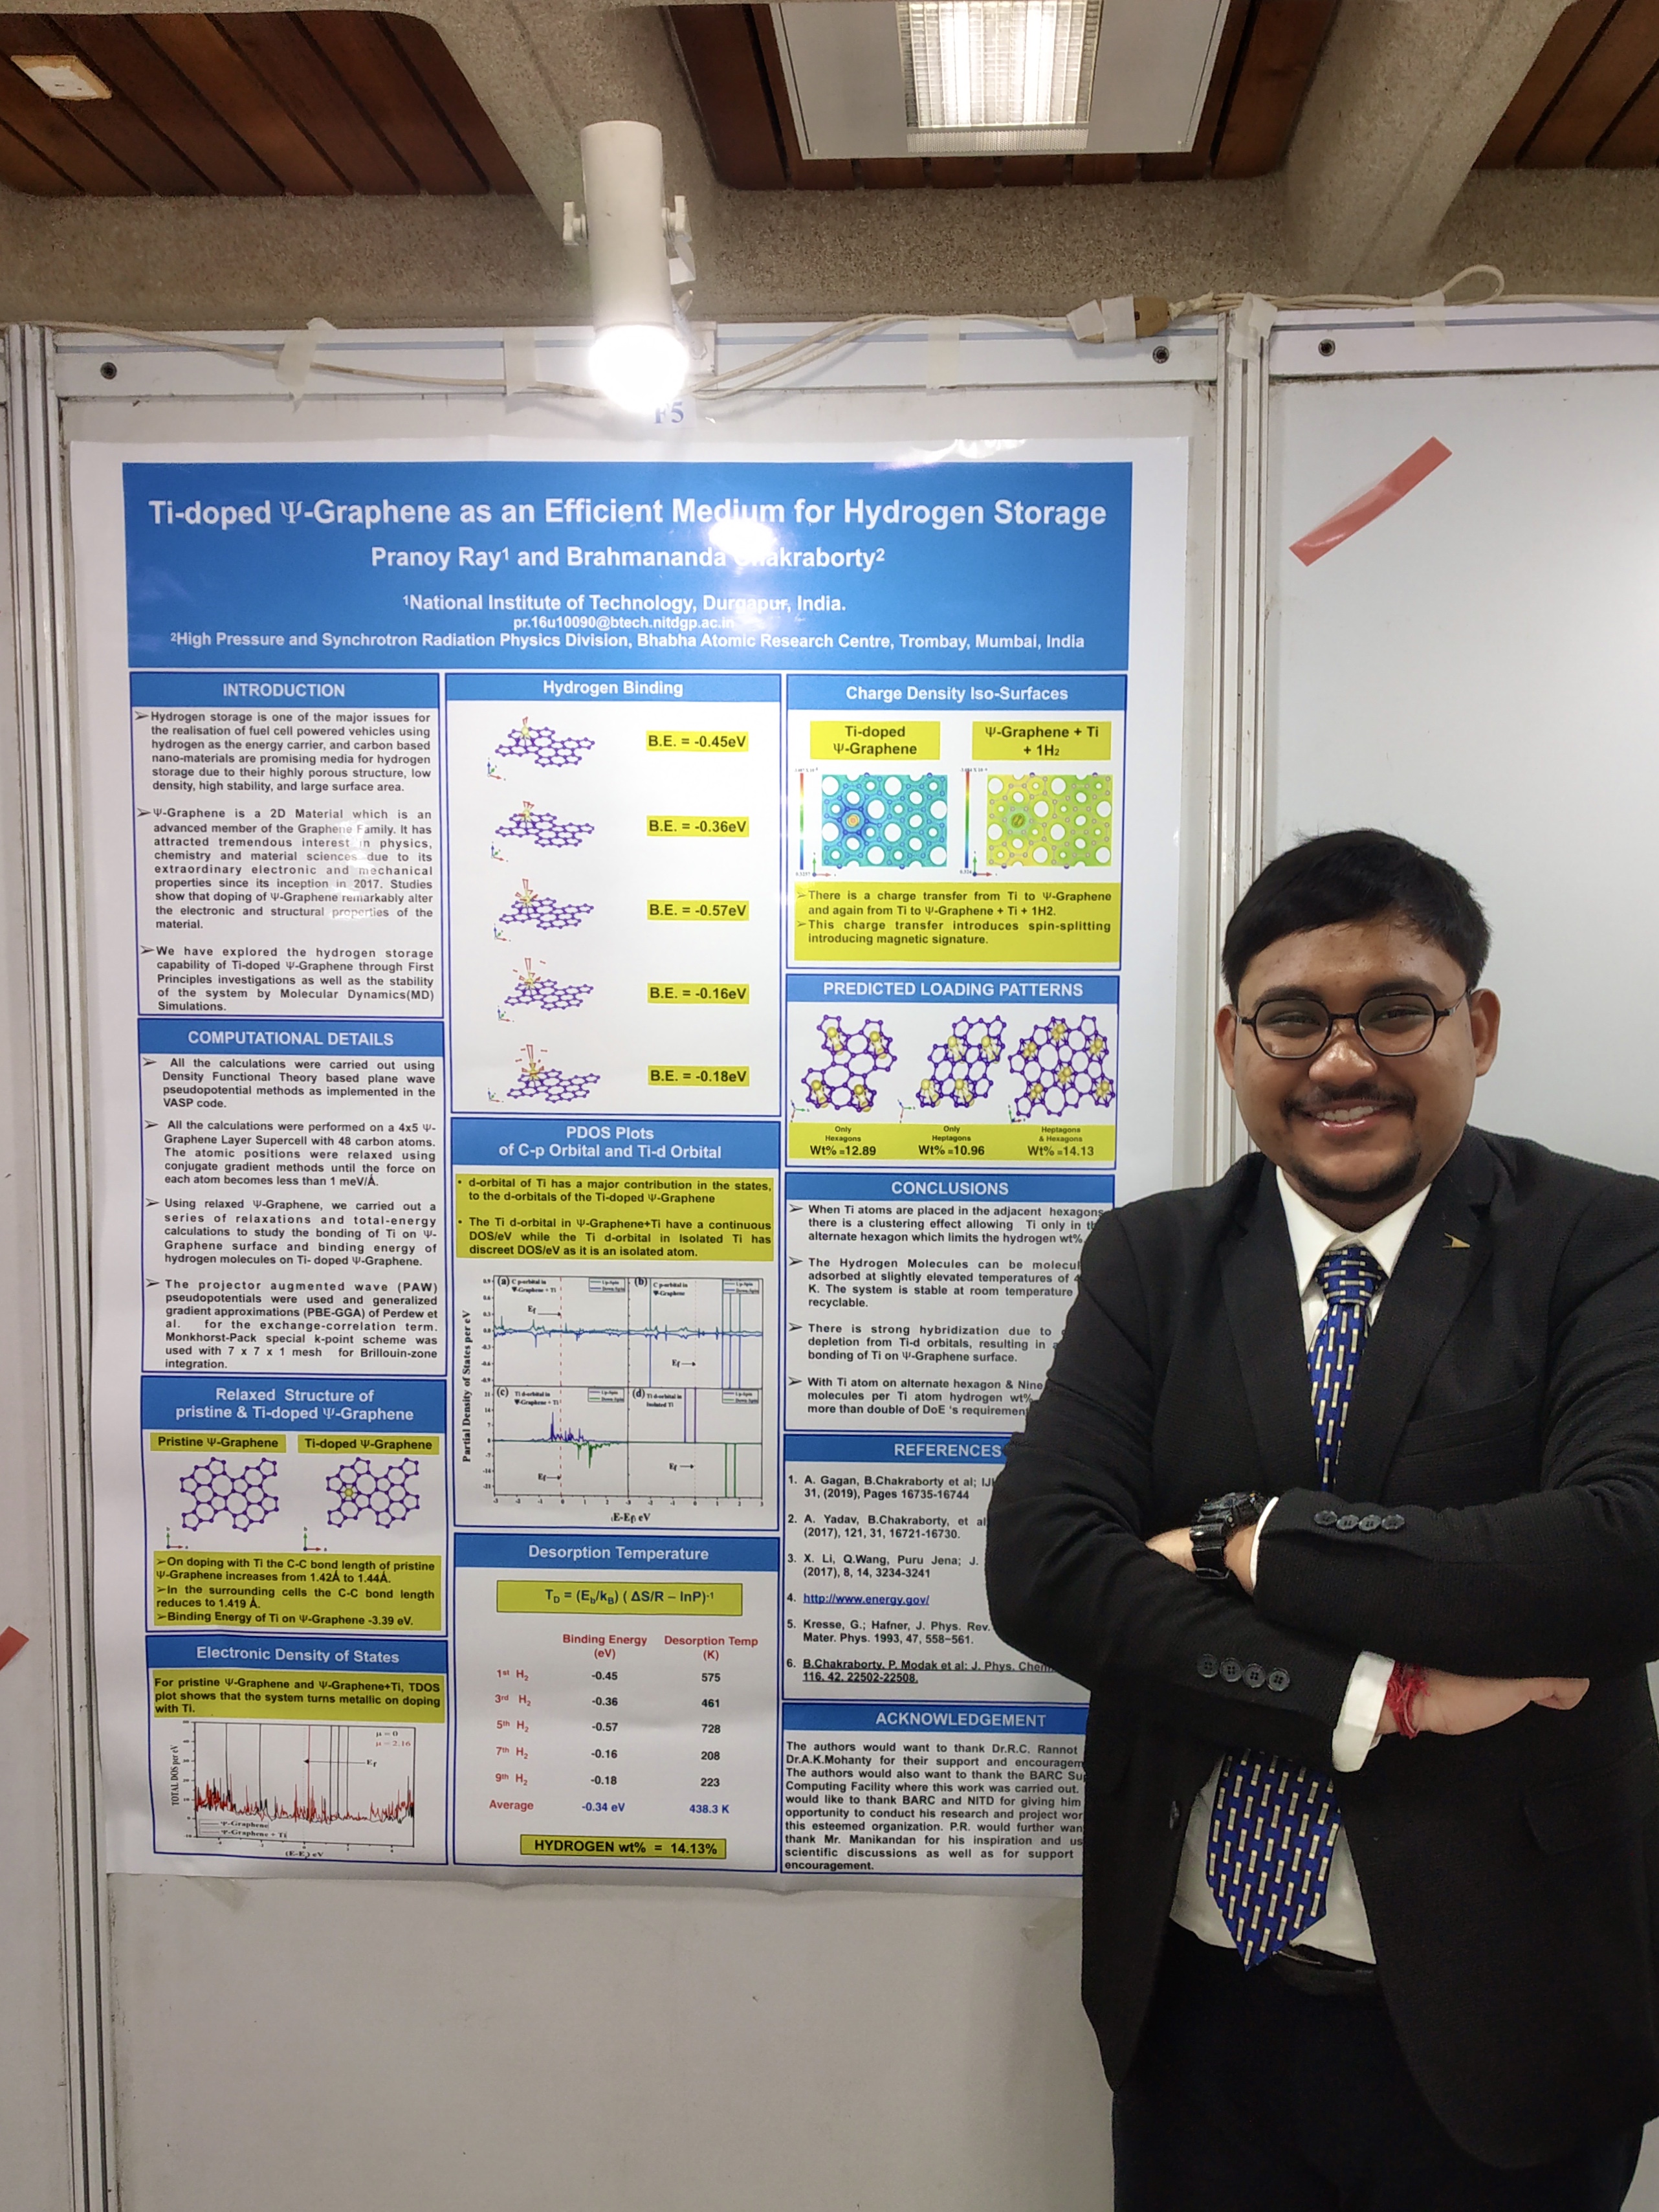 F5
Ti-doped Ψ-Graphene as an Efficient Medium for Hydrogen Storage
Pranoy Ray¹ and Brahmananda Chakraborty²
¹National Institute of Technology, Durgapur, India.
pr.16u10090@btech.nitdgp.ac.in
²High Pressure and Synchrotron Radiation Physics Division, Bhabha Atomic Research Centre, Trombay, Mumbai, India
INTRODUCTION
➢Hydrogen storage is one of the major issues for
the realisation of fuel cell powered vehicles using
hydrogen as the energy carrier, and carbon based
nano-materials are promising media for hydrogen
storage due to their highly porous structure, low
density, high stability, and large surface area.
➢Ψ-Graphene is a 2D Material which is an
advanced member of the Graphene Family. It has
attracted tremendous interest in physics,
chemistry and material sciences due to its
extraordinary electronic and mechanical
properties since its inception in 2017. Studies
show that doping of Ψ-Graphene remarkably alter
the electronic and structural properties of the
material.
➢We have explored the hydrogen storage
capability of Ti-doped Ψ-Graphene through First
Principles investigations as well as the stability
of the system by Molecular Dynamics(MD)
Simulations.
COMPUTATIONAL DETAILS
➢ All the calculations were carried out using
Density Functional Theory based plane wave
pseudopotential methods as implemented in the
VASP code.
➢ All the calculations were performed on a 4x5 Ψ-
Graphene Layer Supercell with 48 carbon atoms.
The atomic positions were relaxed using
conjugate gradient methods until the force on
each atom becomes less than 1 meV/Å.
➢ Using relaxed Ψ-Graphene, we carried out a
series of relaxations and total-energy
calculations to study the bonding of Ti on Ψ-
Graphene surface and binding energy of
hydrogen molecules on Ti- doped Ψ-Graphene.
➢ The projector augmented wave (PAW)
pseudopotentials were used and generalized
gradient approximations (PBE-GGA) of Perdew et
al. for the exchange-correlation term.
Monkhorst-Pack special k-point scheme was
used with 7 x 7 x 1 mesh for Brillouin-zone
integration.
Relaxed Structure of
pristine & Ti-doped Ψ-Graphene
Pristine Ψ-Graphene Ti-doped Ψ-Graphene
➢On doping with Ti the C-C bond length of pristine
Ψ-Graphene increases from 1.42Å to 1.44Å.
➢In the surrounding cells the C-C bond length
reduces to 1.419 Å.
➢Binding Energy of Ti on Ψ-Graphene -3.39 eV.
Electronic Density of States
For pristine Ψ-Graphene and Ψ-Graphene+Ti, TDOS
plot shows that the system turns metallic on doping
with Ti.
μ = 0
μ = 2.16
Ef
TOTAL DOS per eV
Ψ-Graphene
Ψ-Graphene + Ti
Hydrogen Binding
B.E. = -0.45eV
B.E. = -0.36eV
B.E. = -0.57eV
B.E. = -0.16eV
B.E. = -0.18eV
PDOS Plots
of C-p Orbital and Ti-d Orbital
• d-orbital of Ti has a major contribution in the states,
to the d-orbitals of the Ti-doped Ψ-Graphene
• The Ti d-orbital in Ψ-Graphene+Ti have a continuous
DOS/eV while the Ti d-orbital in Isolated Ti has
discreet DOS/eV as it is an isolated atom.
Partial Density of States per eV
(a) C p-orbital in
Ψ-Graphene + Ti
(b) C p-orbital in
Ψ-Graphene
Ef
Ef
(c) Ti d-orbital in
Ψ-Graphene + Ti
(d) Ti d-orbital in
Isolated Ti
Ef
Ef
(E-Ef) eV
Desorption Temperature
T_D = (E_b/k_B) ( ΔS/R – lnP)⁻¹
Binding Energy Desorption Temp
(eV) (K)
1st H₂ -0.45 575
3rd H₂ -0.36 461
5th H₂ -0.57 728
7th H₂ -0.16 208
9th H₂ -0.18 223
Average -0.34 eV 438.3 K
HYDROGEN wt% = 14.13%
Charge Density Iso-Surfaces
Ti-doped
Ψ-Graphene
Ψ-Graphene + Ti
+ 1H₂
➢There is a charge transfer from Ti to Ψ-Graphene
and again from Ti to Ψ-Graphene + Ti + 1H2.
➢This charge transfer introduces spin-splitting
introducing magnetic signature.
PREDICTED LOADING PATTERNS
Only
Hexagons
Wt% =12.89
Only
Heptagons
Wt% =10.96
Heptagons
& Hexagons
Wt% =14.13
CONCLUSIONS
➢ When Ti atoms are placed in the adjacent hexagons
there is a clustering effect allowing Ti only in
alternate hexagon which limits the hydrogen wt%
➢ The Hydrogen Molecules can be
adsorbed at slightly elevated temperatures of
K. The system is stable at room temperature
recyclable.
➢ There is strong hybridization due to
depletion from Ti-d orbitals, resulting in
bonding of Ti on Ψ-Graphene surface.
➢ With Ti atom on alternate hexagon & Nine
molecules per Ti atom hydrogen wt%
more than double of DoE 's requirement
REFERENCES
1. A. Gagan, B.Chakraborty et al;
31, (2019), Pages 16735-16744
2. A. Yadav, B.Chakraborty, et al
(2017), 121, 31, 16721-16730.
3. X. Li, Q.Wang, Puru Jena; J.
(2017), 8, 14, 3234-3241
4. http://www.energy.gov/
5. Kresse, G.; Hafner, J. Phys. Rev.
Mater. Phys. 1993, 47, 558–561.
6. B.Chakraborty, P. Modak et al; J. Phys. Chem
116, 42, 22502-22508.
ACKNOWLEDGEMENT
The authors would want to thank Dr.R.C. Rannot
Dr.A.K.Mohanty for their support and
The authors would also want to thank the BARC
Computing Facility where this work was carried out.
would like to thank BARC and NITD for giving him
opportunity to conduct his research and project
this esteemed organization. P.R. would further
thank Mr. Manikandan for his inspiration and
scientific discussions as well as for support
encouragement.